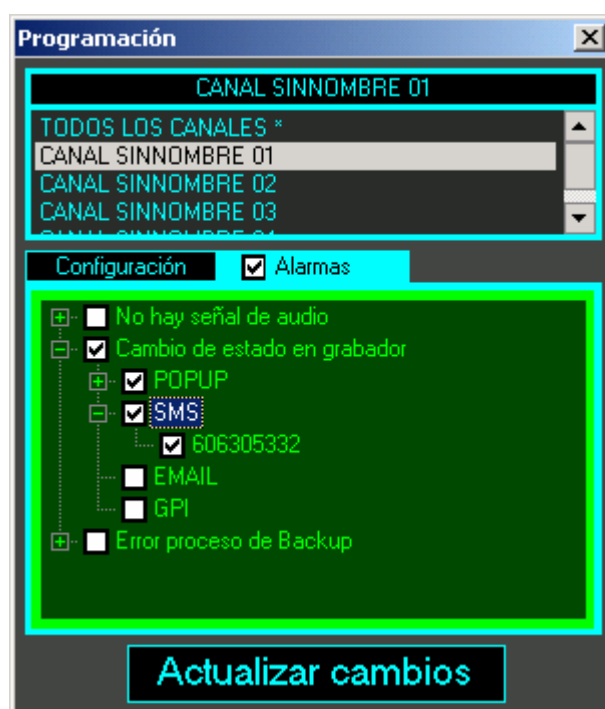 Programación
CANAL SINNOMBRE 01
TODOS LOS CANALES *
CANAL SINNOMBRE 01
CANAL SINNOMBRE 02
CANAL SINNOMBRE 03
Configuración Alarmas
No hay señal de audio
Cambio de estado en grabador
POPUP
SMS
606305332
EMAIL
GPI
Error proceso de Backup
Actualizar cambios